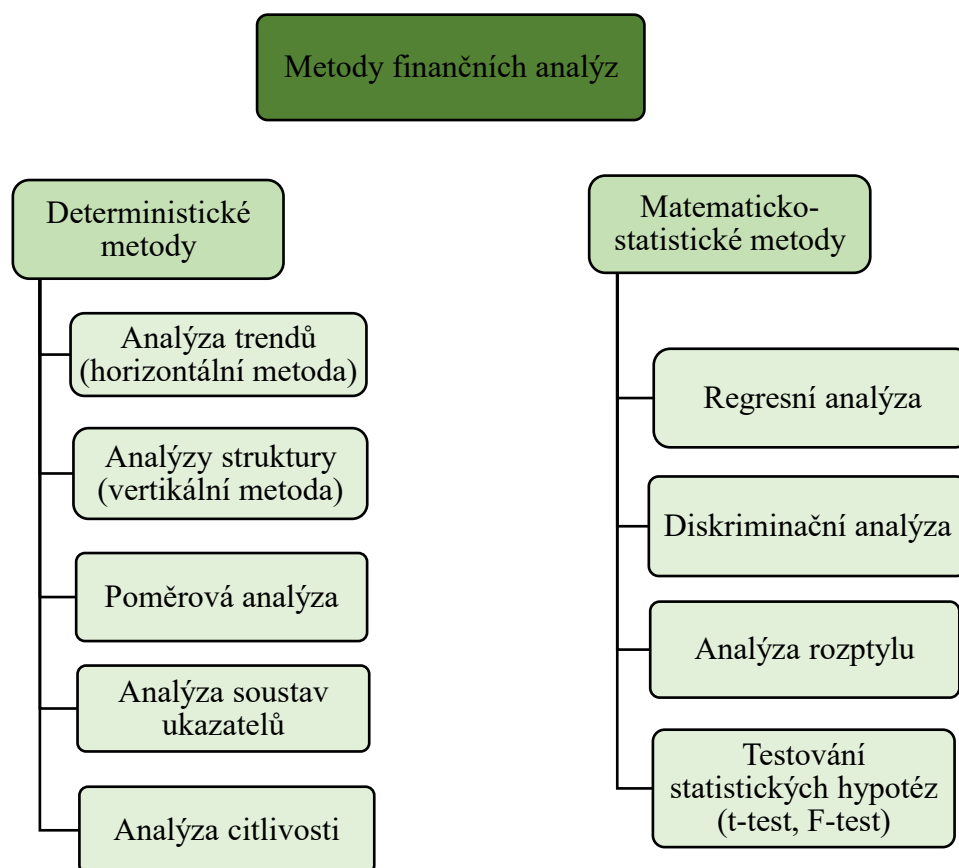 Metody finančních analýz
Deterministické
metody
Analýza trendů
(horizontální metoda)
Analýzy struktury
(vertikální metoda)
Poměrová analýza
Analýza soustav
ukazatelů
Analýza citlivosti
Matematicko-
statistické metody
Regresní analýza
Diskriminační analýza
Analýza rozptylu
Testování
statistických hypotéz
(t-test, F-test)